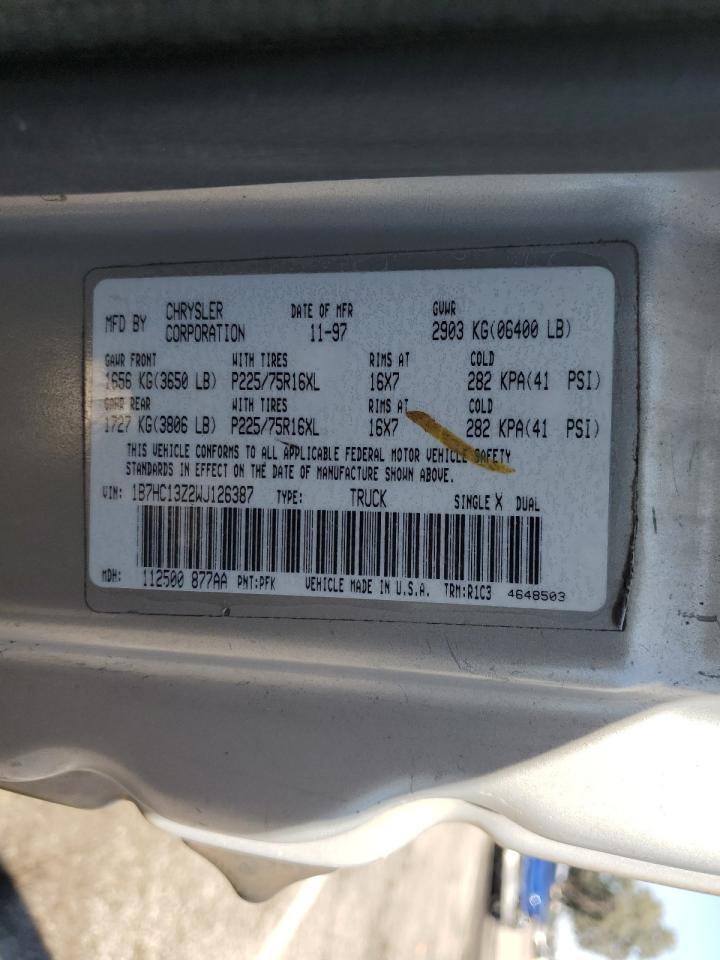 MFD BY CHRYSLER CORPORATION DATE OF MFR 11-97 GVWR 2903 KG(06400 LB)
GAWR FRONT WITH TIRES RIMS AT COLD
1656 KG(3650 LB) P225/75R16XL 16X7 282 KPA(41 PSI)
GAWR REAR WITH TIRES RIMS AT COLD
1727 KG(3806 LB) P225/75R16XL 16X7 282 KPA(41 PSI)
THIS VEHICLE CONFORMS TO ALL APPLICABLE FEDERAL MOTOR VEHICLE SAFETY
STANDARDS IN EFFECT ON THE DATE OF MANUFACTURE SHOWN ABOVE.
VIN: 1B7HC13Z2WJ126387 TYPE: TRUCK SINGLE X DUAL
MDH: 112500 877AA PNT:PFK VEHICLE MADE IN U.S.A. TRM:R1C3 4648503